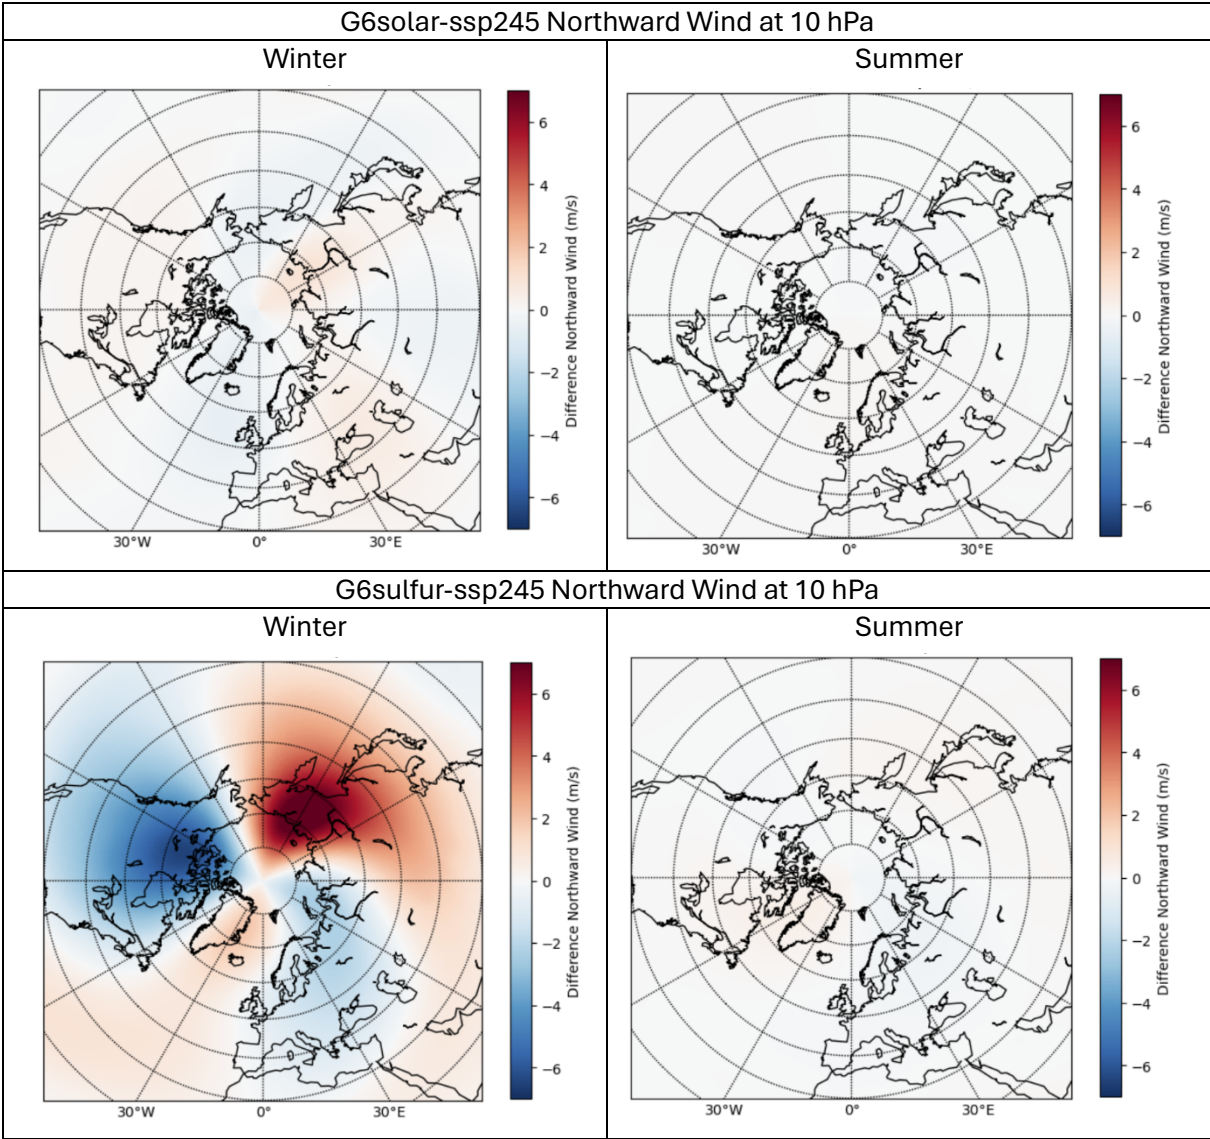 G6solar-ssp245 Northward Wind at 10 hPa
Winter
Summer
6
4
2
0
−2
−4
−6
Difference Northward Wind (m/s)
30°W
0°
30°E
6
4
2
0
−2
−4
−6
Difference Northward Wind (m/s)
30°W
0°
30°E
G6sulfur-ssp245 Northward Wind at 10 hPa
Winter
Summer
6
4
2
0
−2
−4
−6
Difference Northward Wind (m/s)
30°W
0°
30°E
6
4
2
0
−2
−4
−6
Difference Northward Wind (m/s)
30°W
0°
30°E